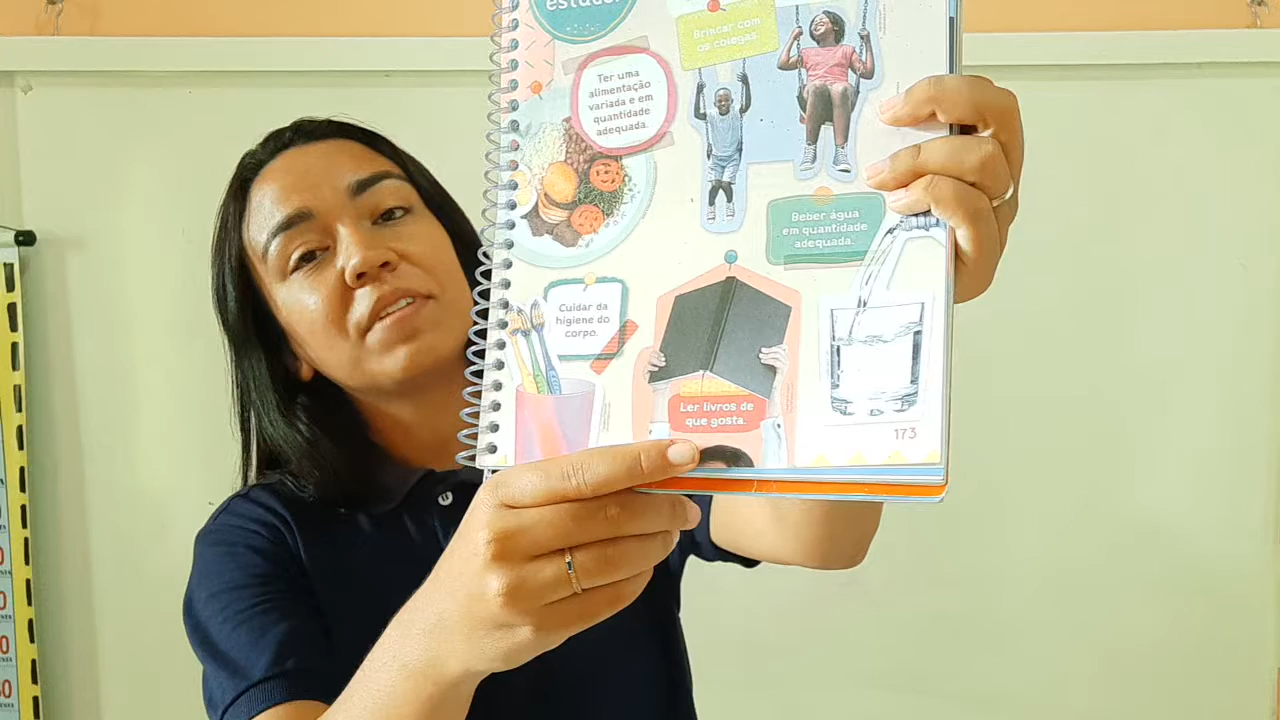 Brincar com
os colegas.
Ter uma
alimentação
variada e em
quantidade
adequada.
Beber água
em quantidade
adequada.
Cuidar da
higiene do
corpo.
Ler livros de
que gosta.
173